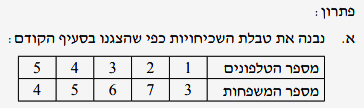 פתרון:
א. נבנה את טבלת השכיחויות כפי שהצגנו בסעיף הקודם:
מספר הטלפונים 1 2 3 4 5
מספר המשפחות 3 7 6 5 4